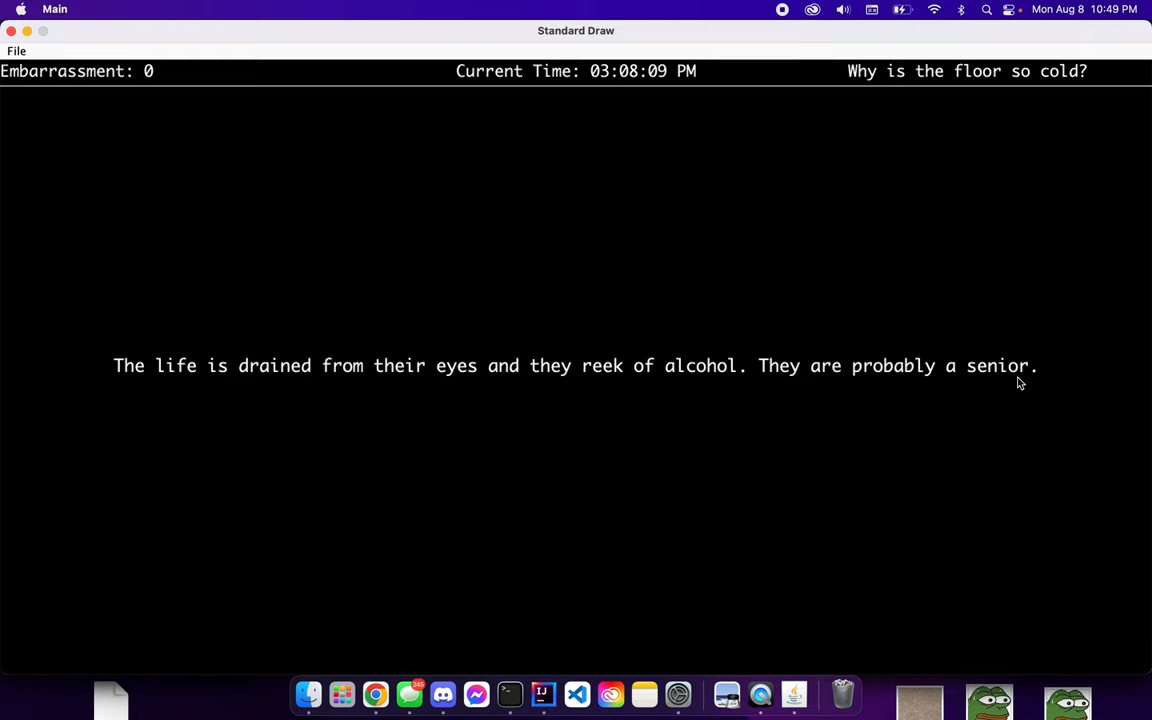 Main
Mon Aug 8 10:49 PM
Standard Draw
File
Embarrassment: 0
Current Time: 03:08:09 PM
Why is the floor so cold?
The life is drained from their eyes and they reek of alcohol. They are probably a senior.
245